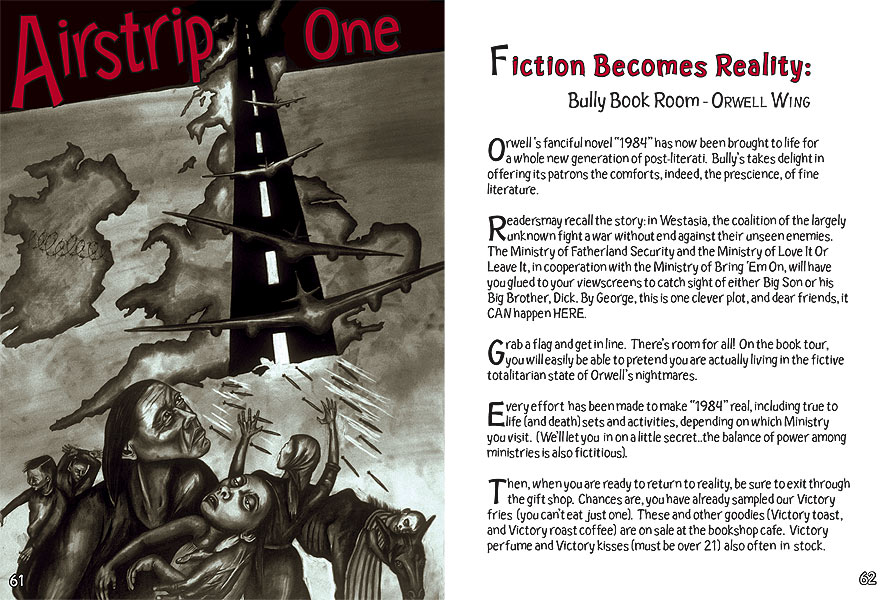 Airstrip One
61
Fiction Becomes Reality:
Bully Book Room - ORWELL WING
Orwell's fanciful novel "1984" has now been brought to life for
a whole new generation of post-literati. Bully's takes delight in
offering its patrons the comforts, indeed, the prescience, of fine
literature.
Readersmay recall the story: in Westasia, the coalition of the largely
unknown fight a war without end against their unseen enemies.
The Ministry of Fatherland Security and the Ministry of Love It Or
Leave It, in cooperation with the Ministry of Bring 'Em On, will have
you glued to your viewscreens to catch sight of either Big Son or his
Big Brother, Dick. By George, this is one clever plot, and dear friends, it
CAN happen HERE.
Grab a flag and get in line. There's room for all! On the book tour,
you will easily be able to pretend you are actually living in the fictive
totalitarian state of Orwell's nightmares.
Every effort has been made to make "1984" real, including true to
life (and death) sets and activities, depending on which Ministry
you visit. (We'll let you in on a little secret..the balance of power among
ministries is also fictitious).
Then, when you are ready to return to reality, be sure to exit through
the gift shop. Chances are, you have already sampled our Victory
fries (you can't eat just one). These and other goodies (Victory toast,
and Victory roast coffee) are on sale at the bookshop cafe. Victory
perfume and Victory kisses (must be over 21) also often in stock.
62